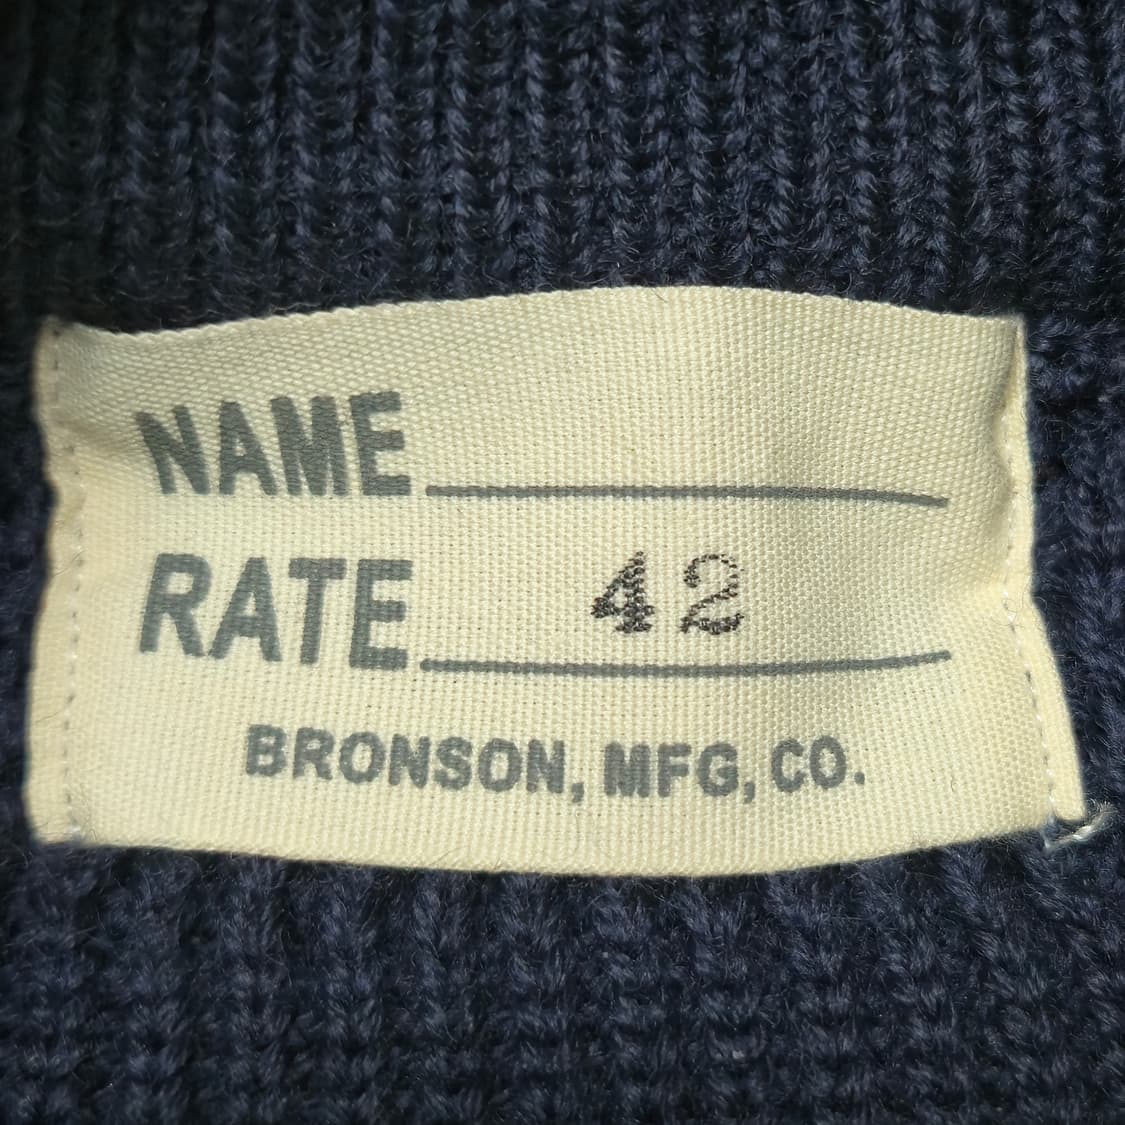 NAME
RATE 42
BRONSON, MFG, CO.